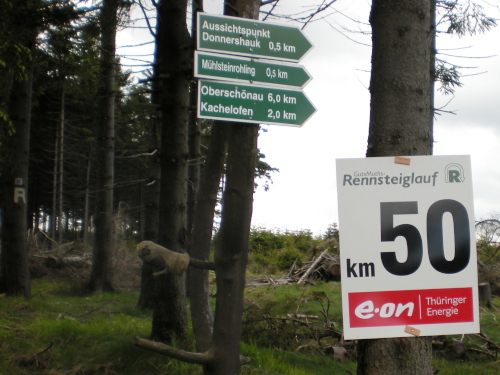 Aussichtspunkt
Donnershauk 0,5 km
Mühlsteinrohling 0,5 km
Oberschönau 6,0 km
Kachelofen 2,0 km
GutsMuths
Rennsteiglauf
R
km 50
e·on Thüringer
Energie
R